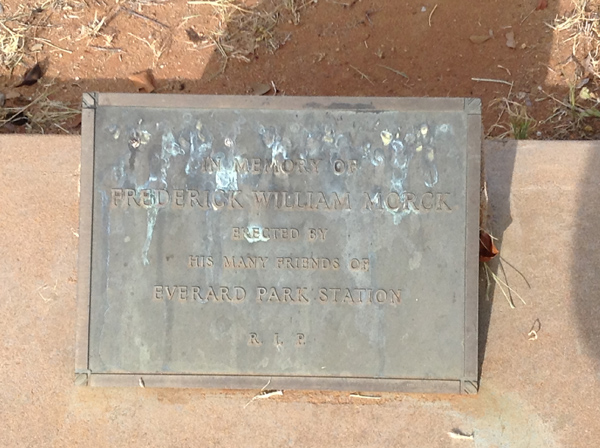 IN MEMORY OF
FREDERICK WILLIAM MORCK
ERECTED BY
HIS MANY FRIENDS OF
EVERARD PARK STATION
R. I. P.